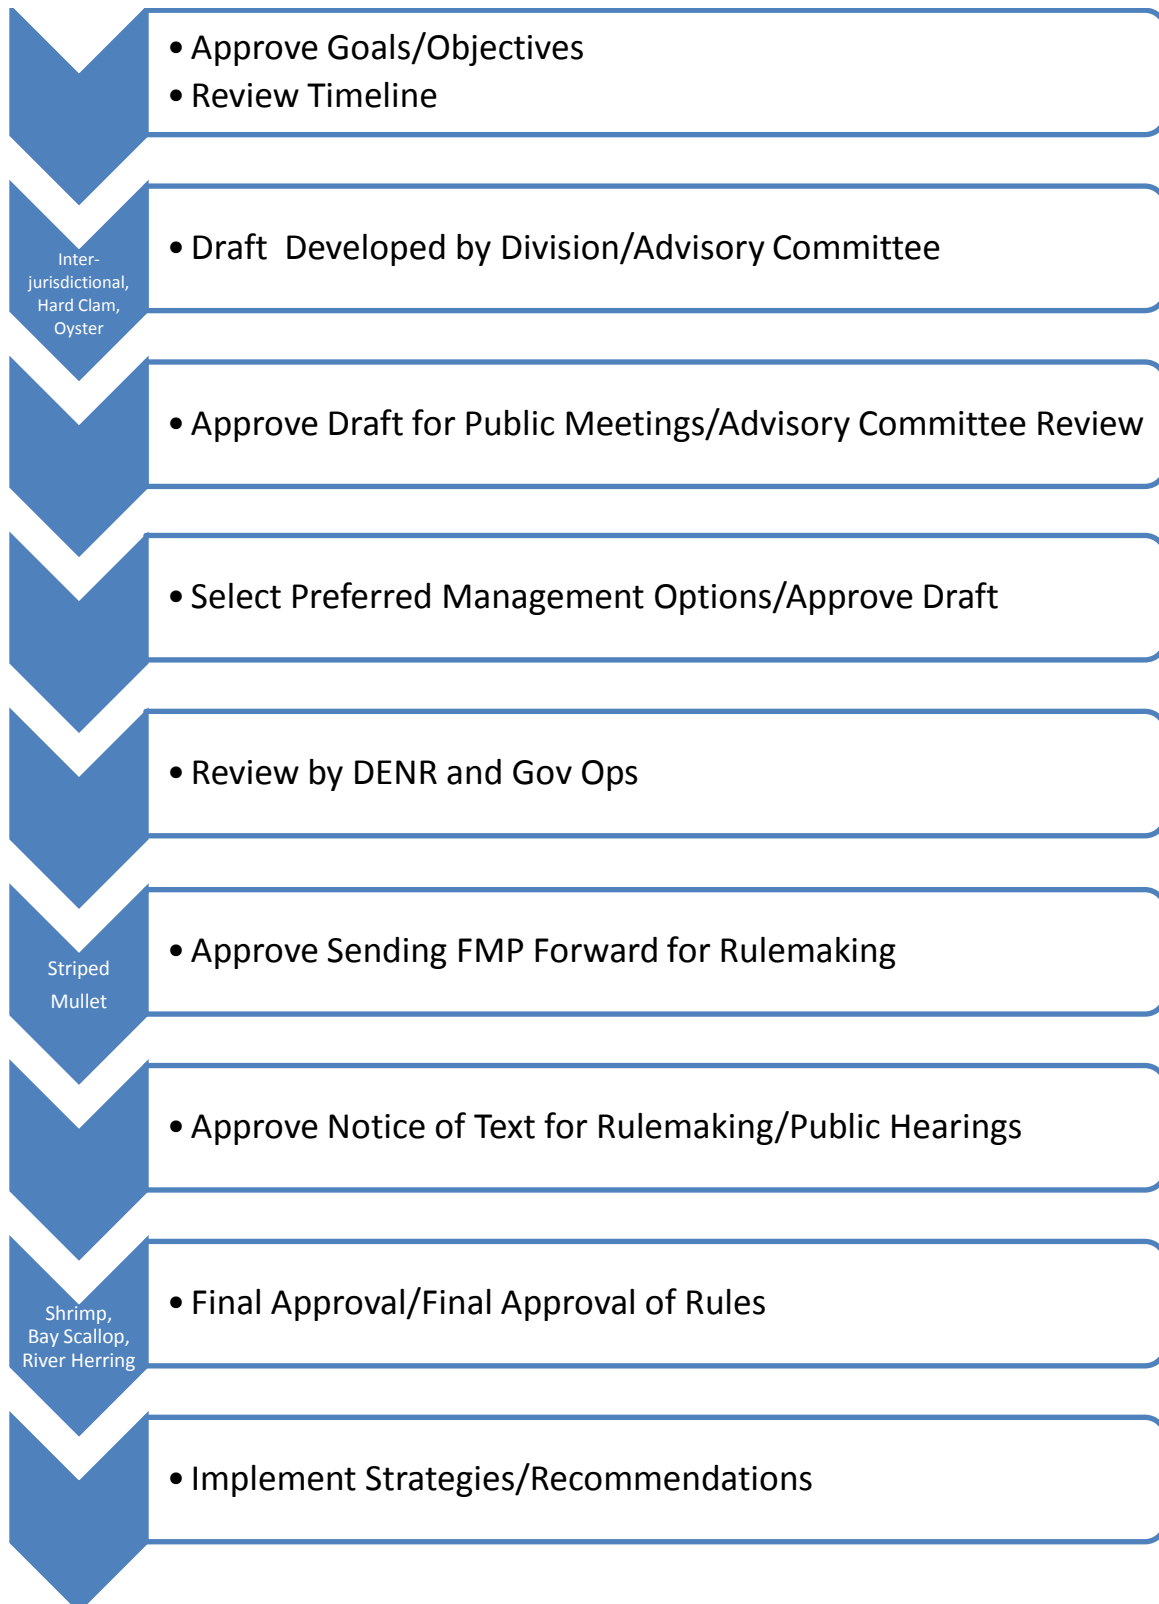 • Approve Goals/Objectives
• Review Timeline
Inter-
jurisdictional,
Hard Clam,
Oyster
• Draft  Developed by Division/Advisory Committee
• Approve Draft for Public Meetings/Advisory Committee Review
• Select Preferred Management Options/Approve Draft
• Review by DENR and Gov Ops
Striped
Mullet
• Approve Sending FMP Forward for Rulemaking
• Approve Notice of Text for Rulemaking/Public Hearings
Shrimp,
Bay Scallop,
River Herring
• Final Approval/Final Approval of Rules
• Implement Strategies/Recommendations